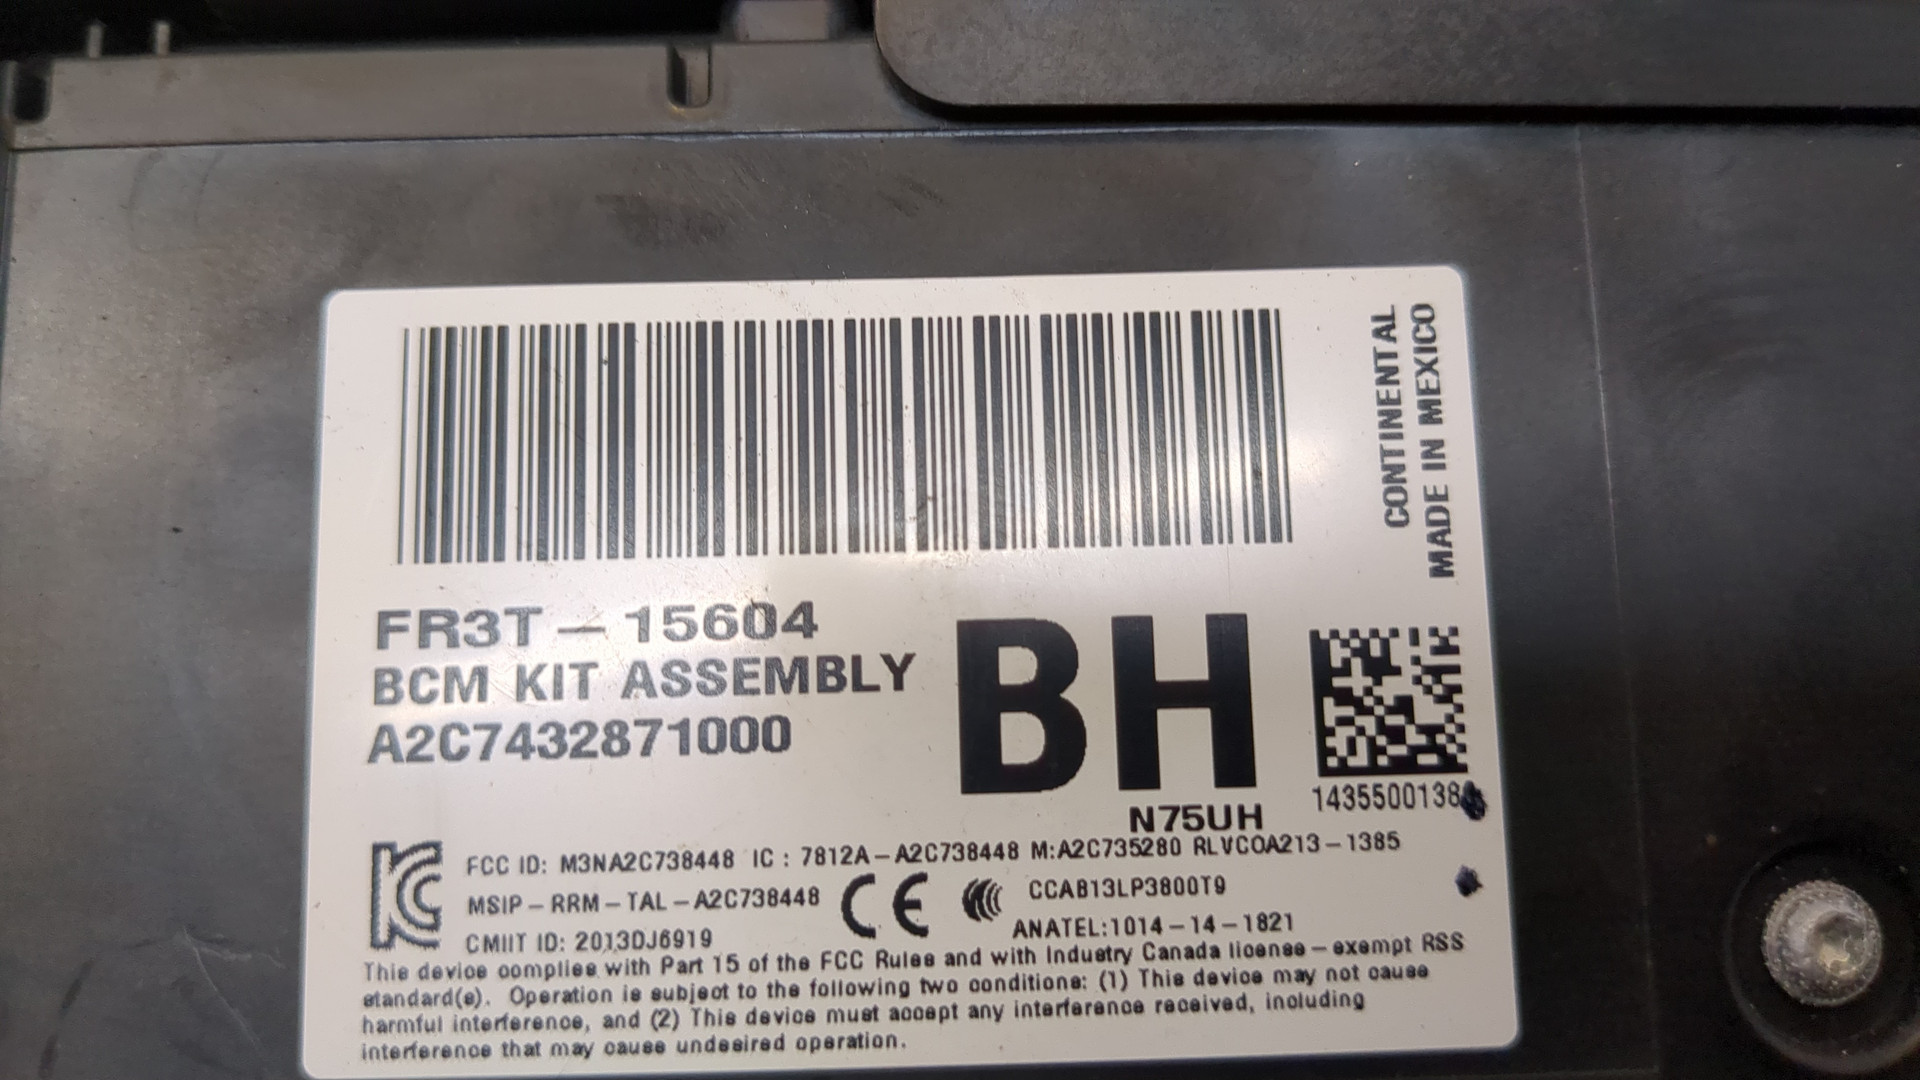 CONTINENTAL
MADE IN MEXICO
FR3T – 15604
BCM KIT ASSEMBLY
A2C7432871000
BH
N75UH
FCC ID: M3NA2C738448 IC : 7812A – A2C738448 M:A2C735280 RLVCOA213 – 1385
MSIP – RRM – TAL – A2C738448 CE CCAB13LP3800T9
ANATEL:1014 – 14 – 1821
CMIIT ID: 2013DJ6919
This device complies with Part 15 of the FCC Rules and with Industry Canada license – exempt RSS
standard(s). Operation is subject to the following two conditions: (1) This device may not cause
harmful interference, and (2) This device must accept any interference received, including
interference that may cause undesired operation.